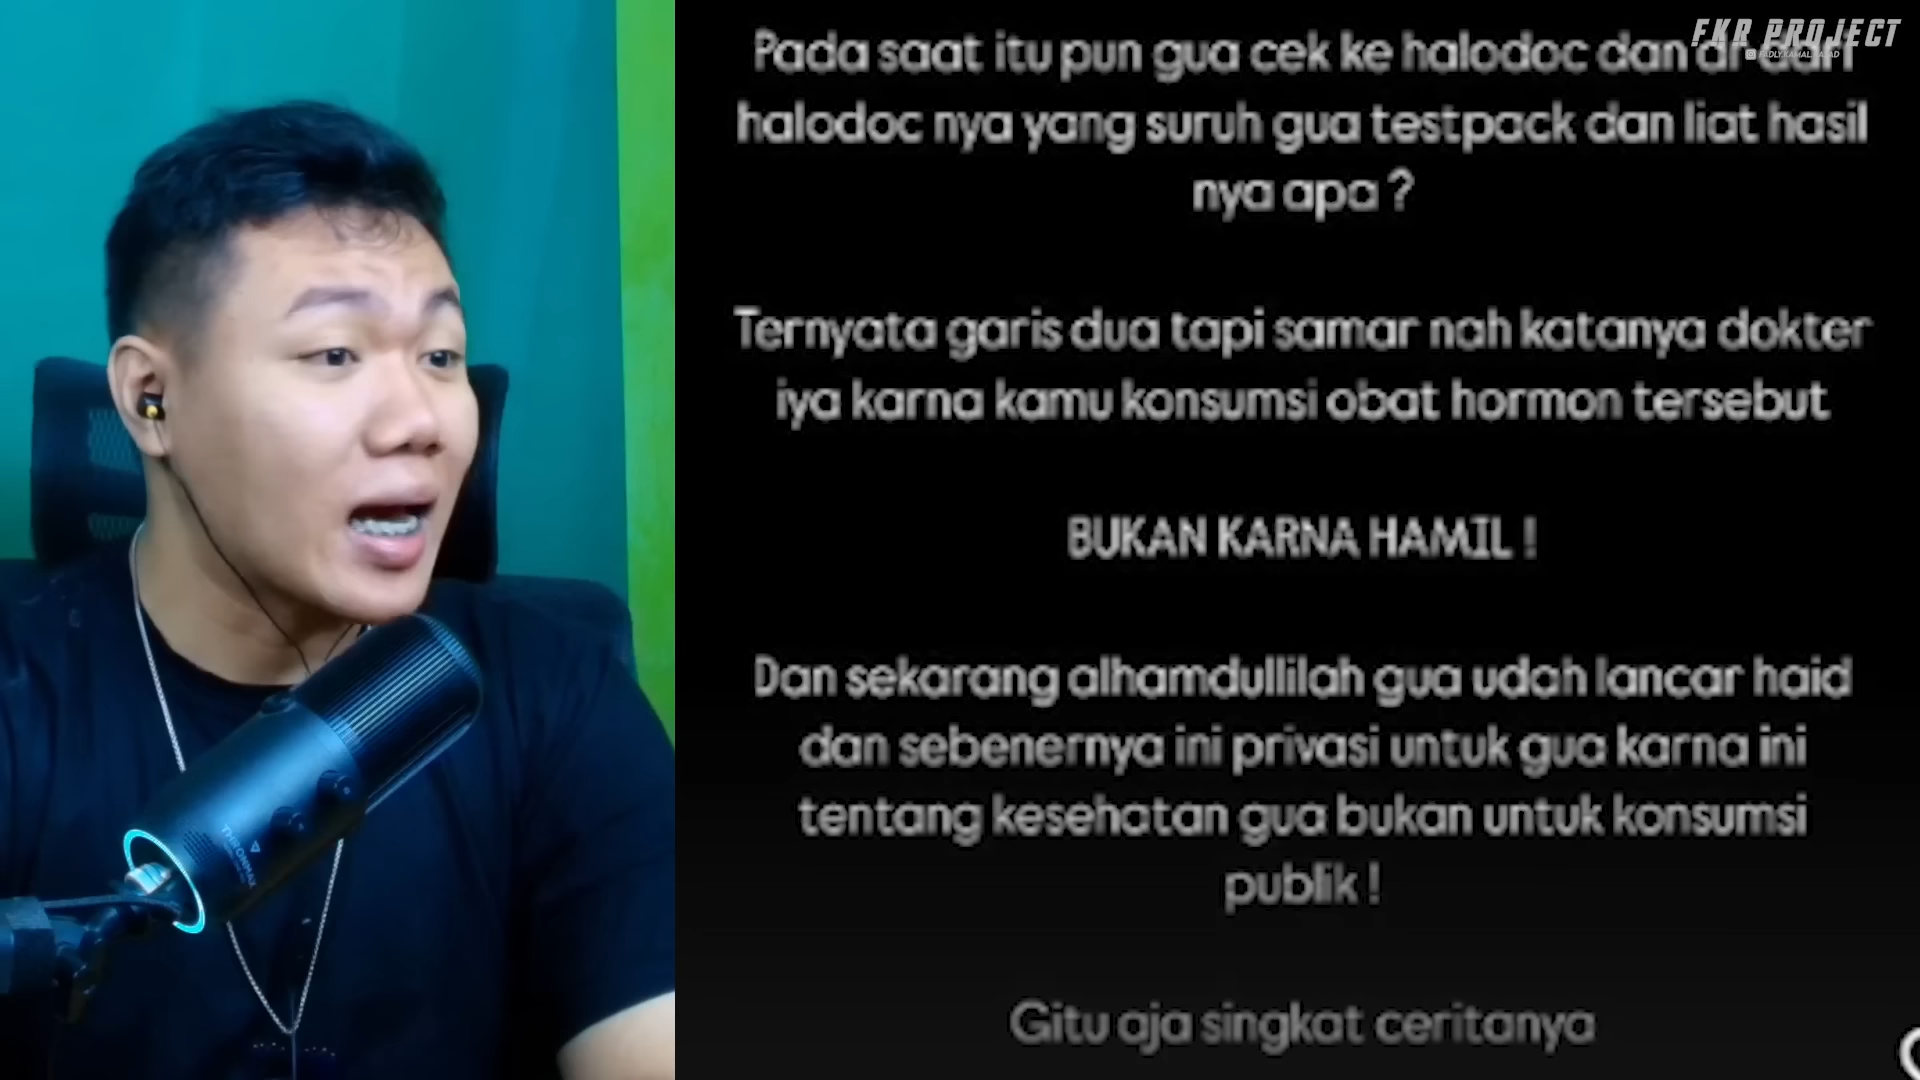 FKR PROJECT
Pada saat itu pun gua cek ke halodoc dan dr dari
halodoc nya yang suruh gua testpack dan liat hasil
nya apa ?
Ternyata garis dua tapi samar nah katanya dokter
iya karna kamu konsumsi obat hormon tersebut
BUKAN KARNA HAMIL !
Dan sekarang alhamdullilah gua udah lancar haid
dan sebenernya ini privasi untuk gua karna ini
tentang kesehatan gua bukan untuk konsumsi
publik !
Gitu aja singkat ceritanya
THRONMAX